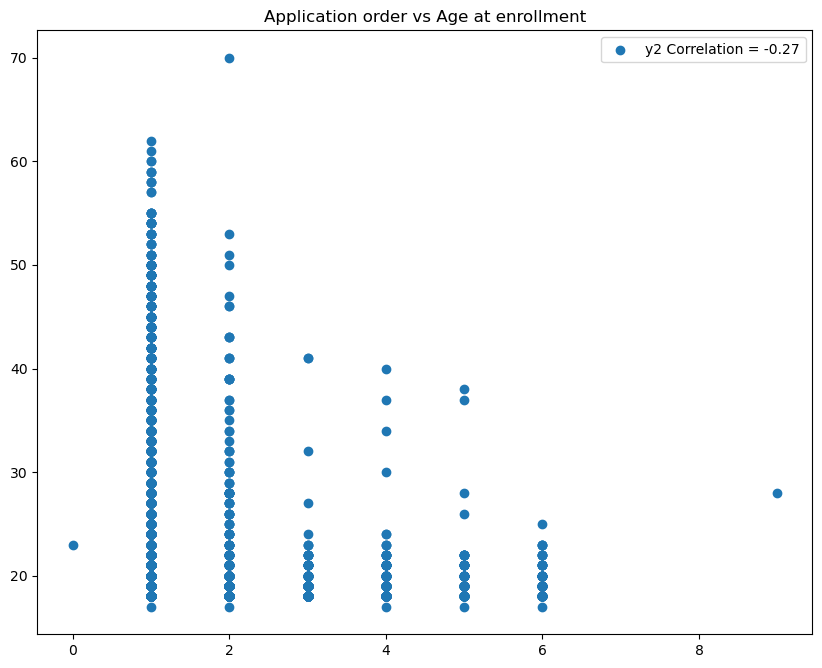 Application order vs Age at enrollment
y2 Correlation = -0.27
70
60
50
40
30
20
0 2 4 6 8